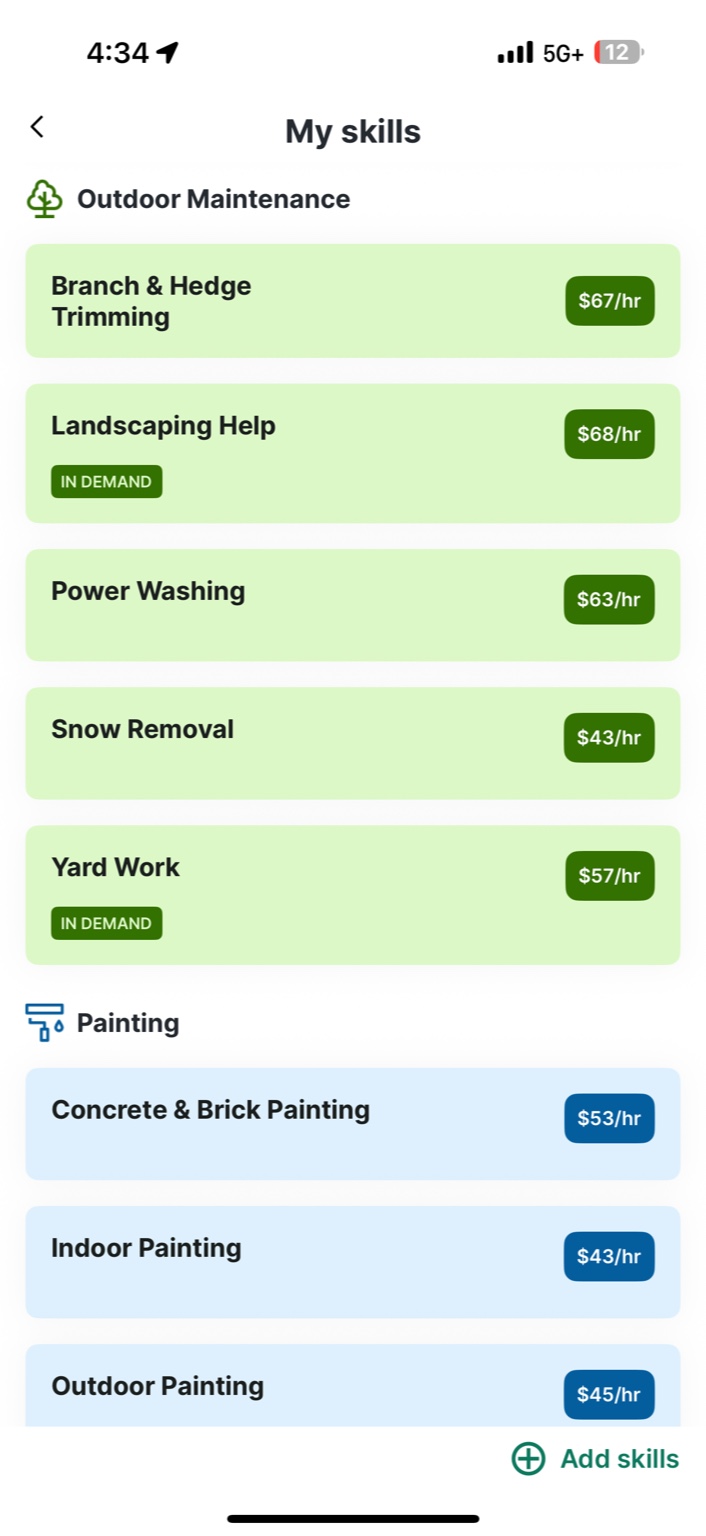 4:34 5G+ 12
My skills
Outdoor Maintenance
Branch & Hedge
Trimming
$67/hr
Landscaping Help
$68/hr
IN DEMAND
Power Washing
$63/hr
Snow Removal
$43/hr
Yard Work
$57/hr
IN DEMAND
Painting
Concrete & Brick Painting
$53/hr
Indoor Painting
$43/hr
Outdoor Painting
$45/hr
Add skills